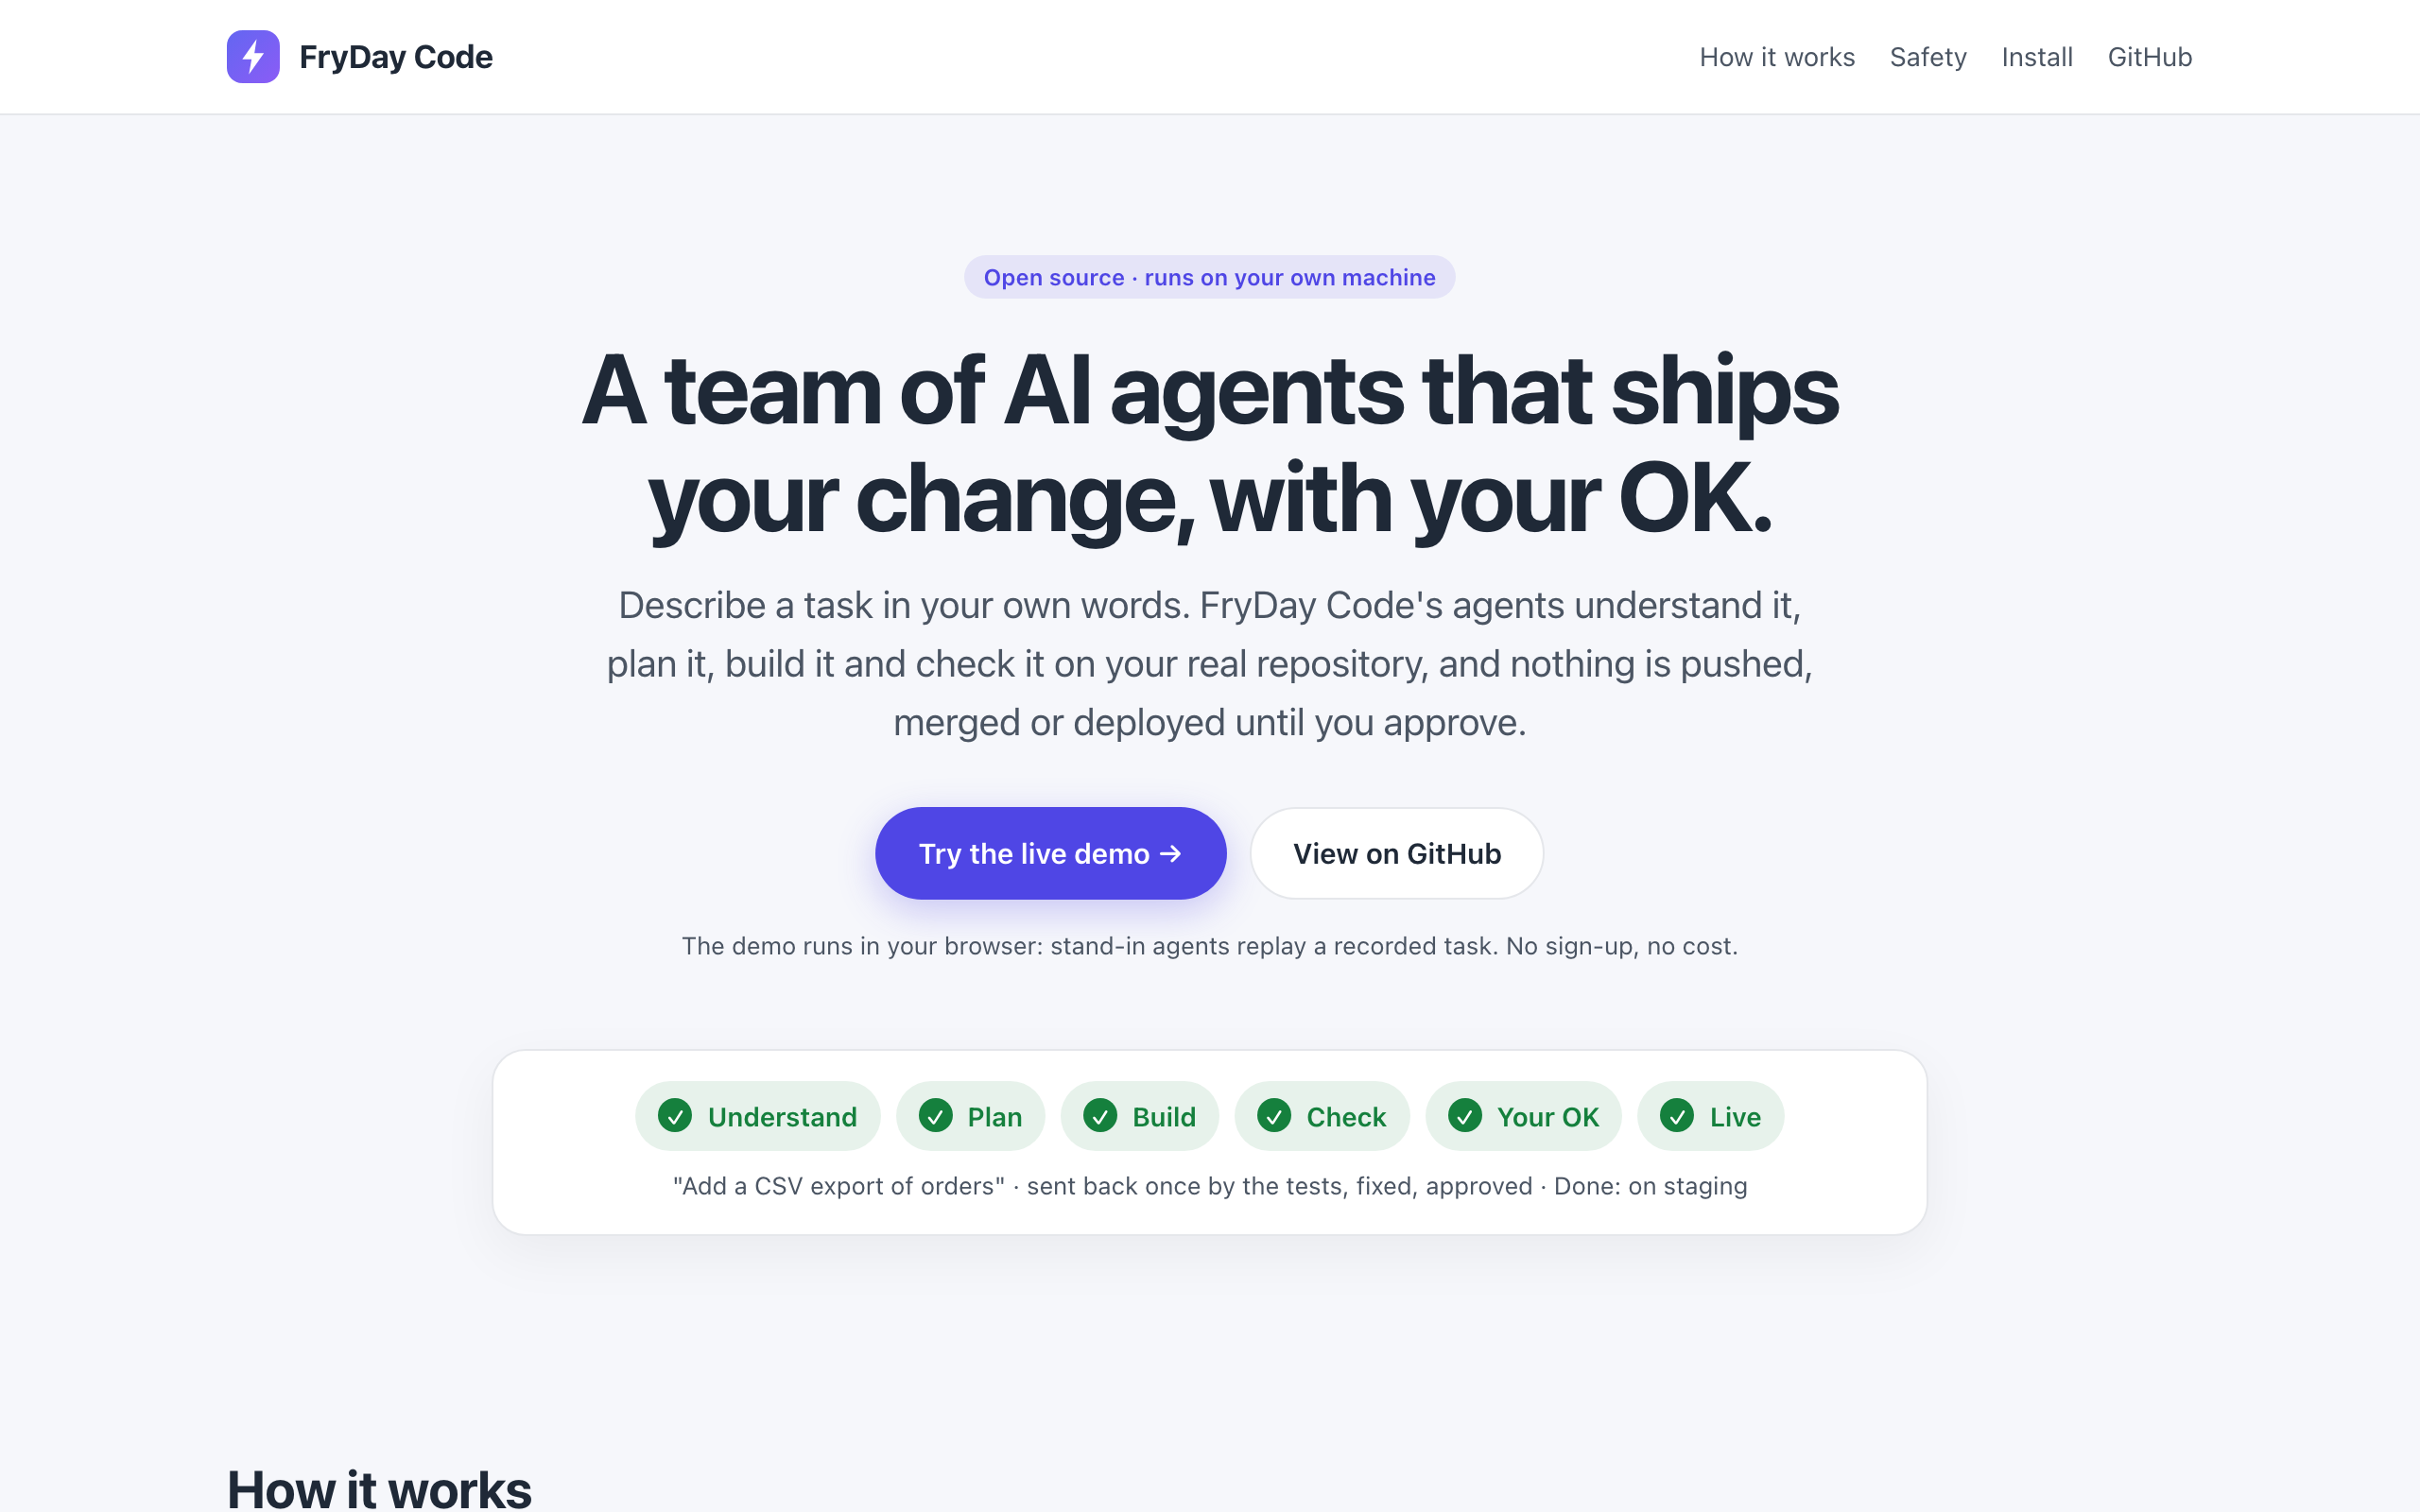 FryDay Code
How it works Safety Install GitHub
Open source · runs on your own machine
A team of AI agents that ships
your change, with your OK.
Describe a task in your own words. FryDay Code's agents understand it,
plan it, build it and check it on your real repository, and nothing is pushed,
merged or deployed until you approve.
Try the live demo →
View on GitHub
The demo runs in your browser: stand-in agents replay a recorded task. No sign-up, no cost.
Understand Plan Build Check Your OK Live
"Add a CSV export of orders" · sent back once by the tests, fixed, approved · Done: on staging
How it works